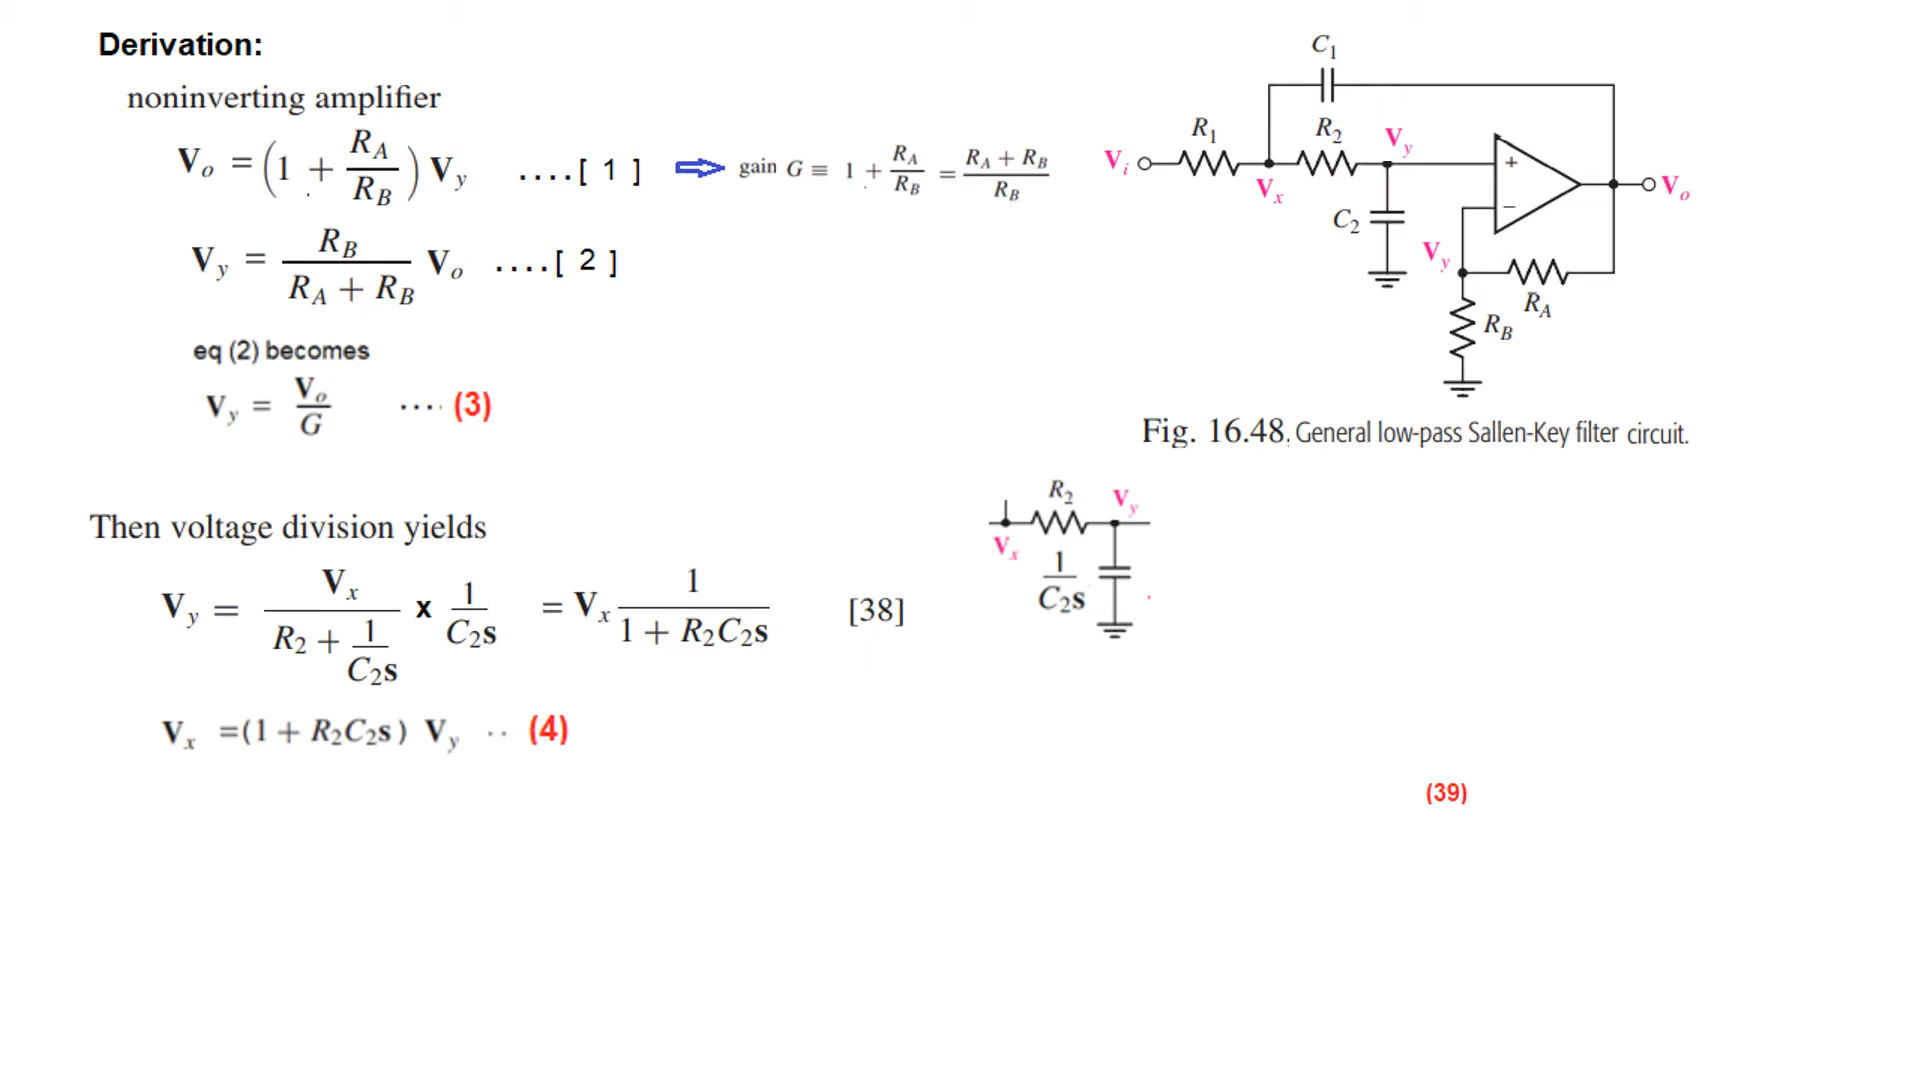 Derivation:
noninverting amplifier
V_o = (1 + R_A / R_B) V_y ....[ 1 ] ⇒ gain G ≡ 1 + R_A / R_B = (R_A + R_B) / R_B
V_y = R_B / (R_A + R_B) V_o ....[ 2 ]
eq (2) becomes
V_y = V_o / G .... (3)
C_1
R_1
R_2
V_y
V_i
V_x
+
C_2
−
V_o
V_y
R_A
R_B
Fig. 16.48. General low-pass Sallen-Key filter circuit.
Then voltage division yields
V_y = V_x / (R_2 + 1 / C_2s) x 1 / C_2s = V_x 1 / (1 + R_2C_2s) [38]
V_x =(1 + R_2C_2s) V_y .. (4)
R_2
V_y
V_x
1 / C_2s
(39)